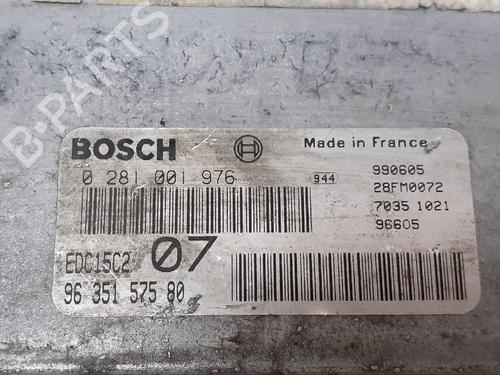 B-PARTS
BOSCH
Made in France
0 281 001 976
944
990605
28FM0072
7035 1021
96605
EDC15C2 07
96 351 575 80